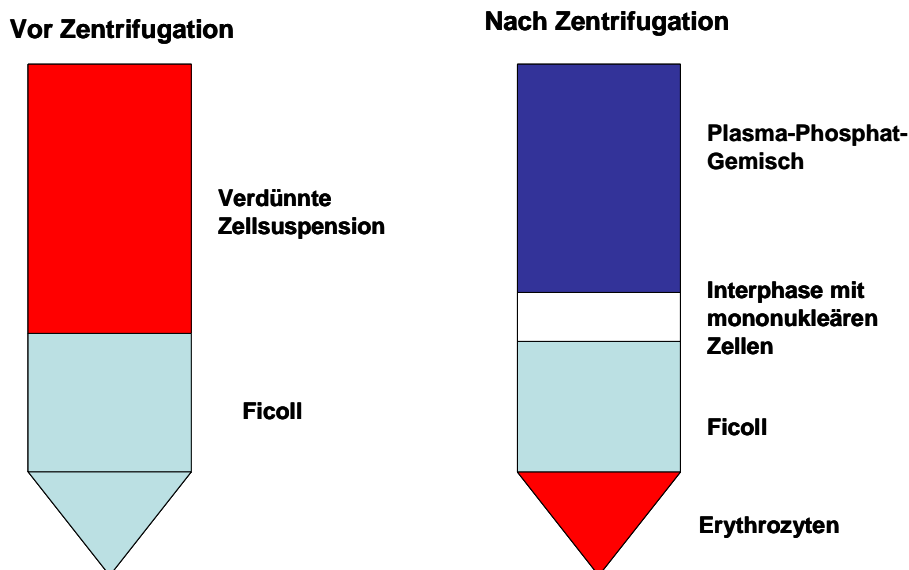 Vor Zentrifugation
Verdünnte
Zellsuspension
Ficoll
Nach Zentrifugation
Plasma-Phosphat-
Gemisch
Interphase mit
mononukleären
Zellen
Ficoll
Erythrozyten